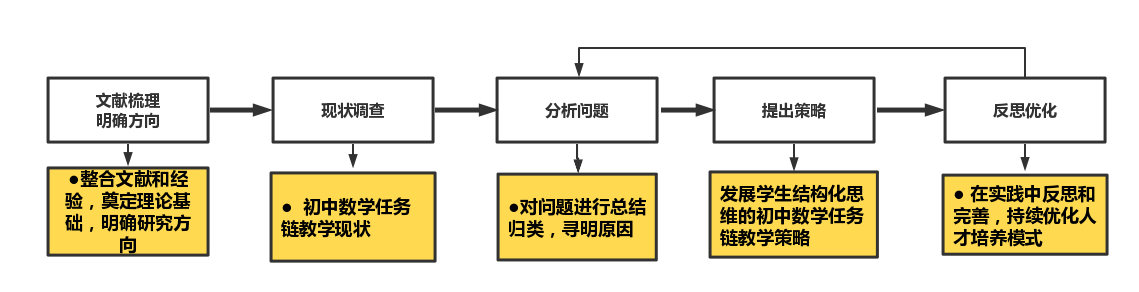 文献梳理
明确方向
现状调查
分析问题
提出策略
反思优化
●整合文献和经
验，奠定理论基
础，明确研究方
向
● 初中数学任务
链教学现状
●对问题进行总结
归类，寻明原因
发展学生结构化思
维的初中数学任务
链教学策略
● 在实践中反思和
完善，持续优化人
才培养模式